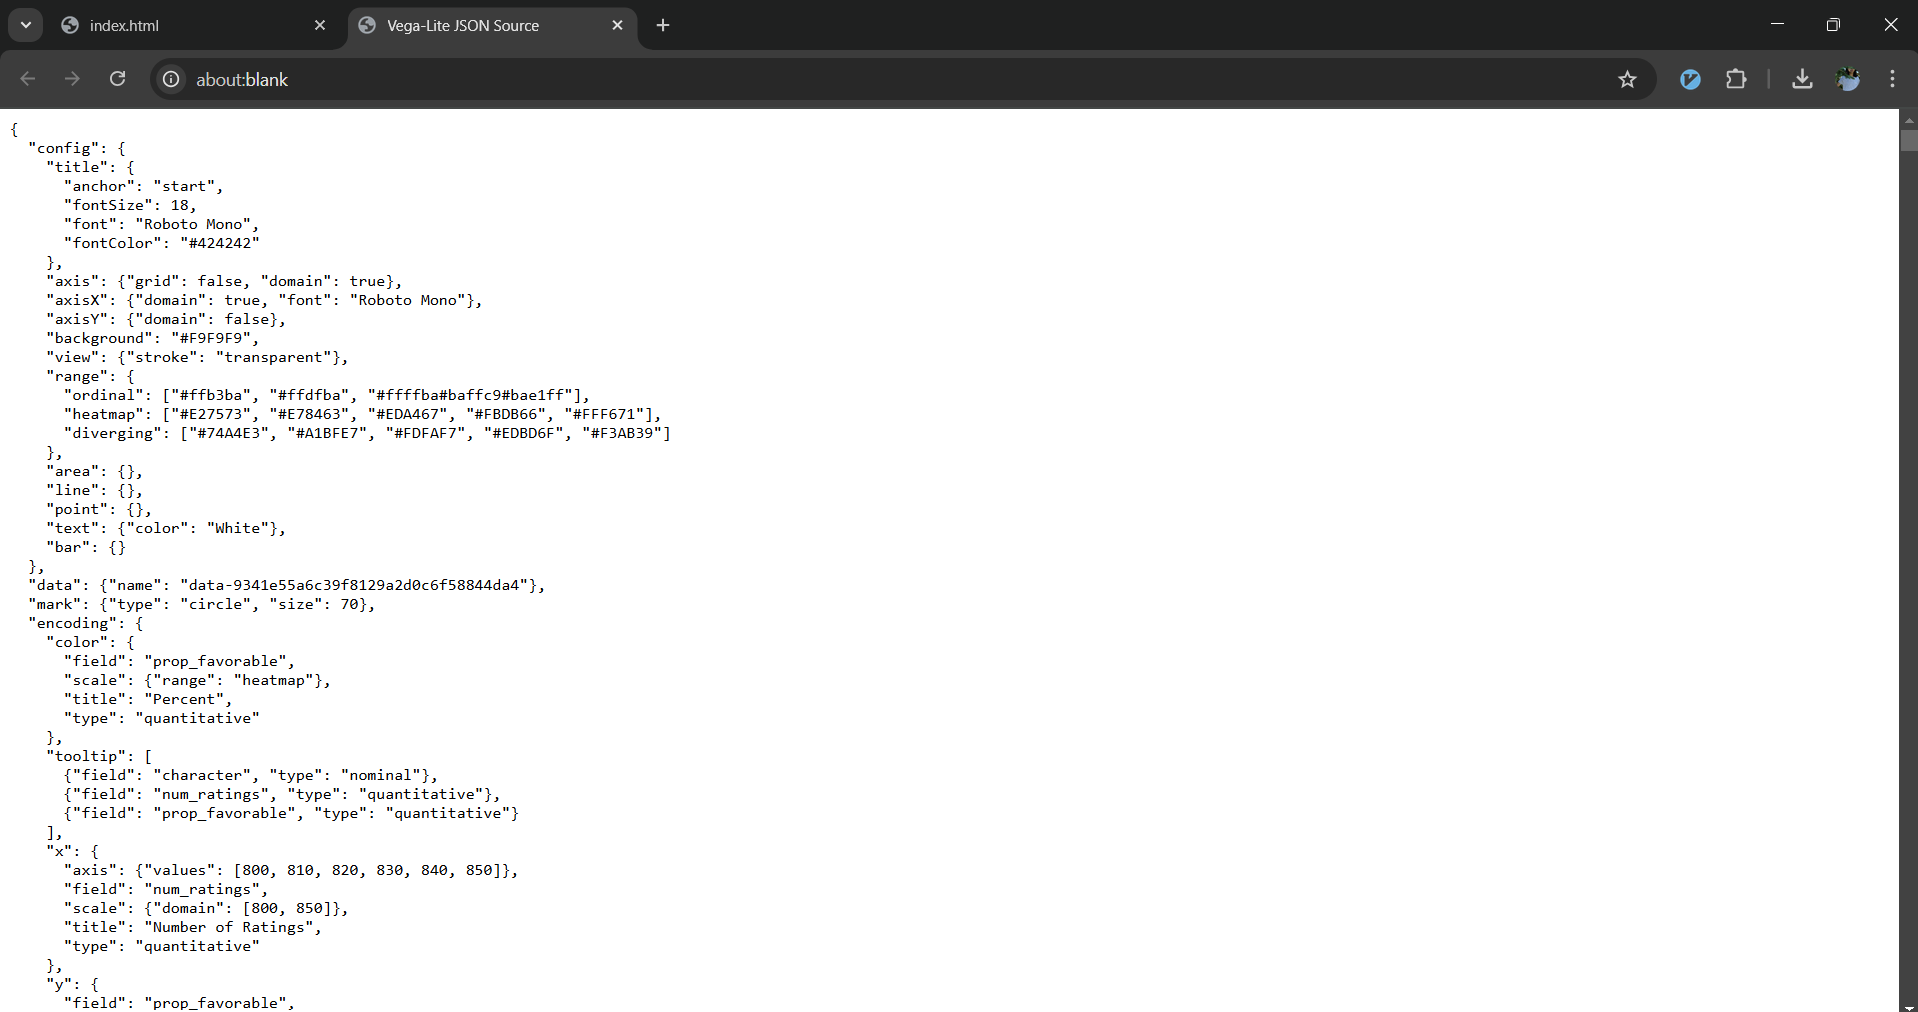 index.html
Vega-Lite JSON Source
about:blank
{
  "config": {
    "title": {
      "anchor": "start",
      "fontSize": 18,
      "font": "Roboto Mono",
      "fontColor": "#424242"
    },
    "axis": {"grid": false, "domain": true},
    "axisX": {"domain": true, "font": "Roboto Mono"},
    "axisY": {"domain": false},
    "background": "#F9F9F9",
    "view": {"stroke": "transparent"},
    "range": {
      "ordinal": ["#ffb3ba", "#ffdfba", "#ffffba#baffc9#bae1ff"],
      "heatmap": ["#E27573", "#E78463", "#EDA467", "#FBDB66", "#FFF671"],
      "diverging": ["#74A4E3", "#A1BFE7", "#FDFAF7", "#EDBD6F", "#F3AB39"]
    },
    "area": {},
    "line": {},
    "point": {},
    "text": {"color": "White"},
    "bar": {}
  },
  "data": {"name": "data-9341e55a6c39f8129a2d0c6f58844da4"},
  "mark": {"type": "circle", "size": 70},
  "encoding": {
    "color": {
      "field": "prop_favorable",
      "scale": {"range": "heatmap"},
      "title": "Percent",
      "type": "quantitative"
    },
    "tooltip": [
      {"field": "character", "type": "nominal"},
      {"field": "num_ratings", "type": "quantitative"},
      {"field": "prop_favorable", "type": "quantitative"}
    ],
    "x": {
      "axis": {"values": [800, 810, 820, 830, 840, 850]},
      "field": "num_ratings",
      "scale": {"domain": [800, 850]},
      "title": "Number of Ratings",
      "type": "quantitative"
    },
    "y": {
      "field": "prop_favorable",